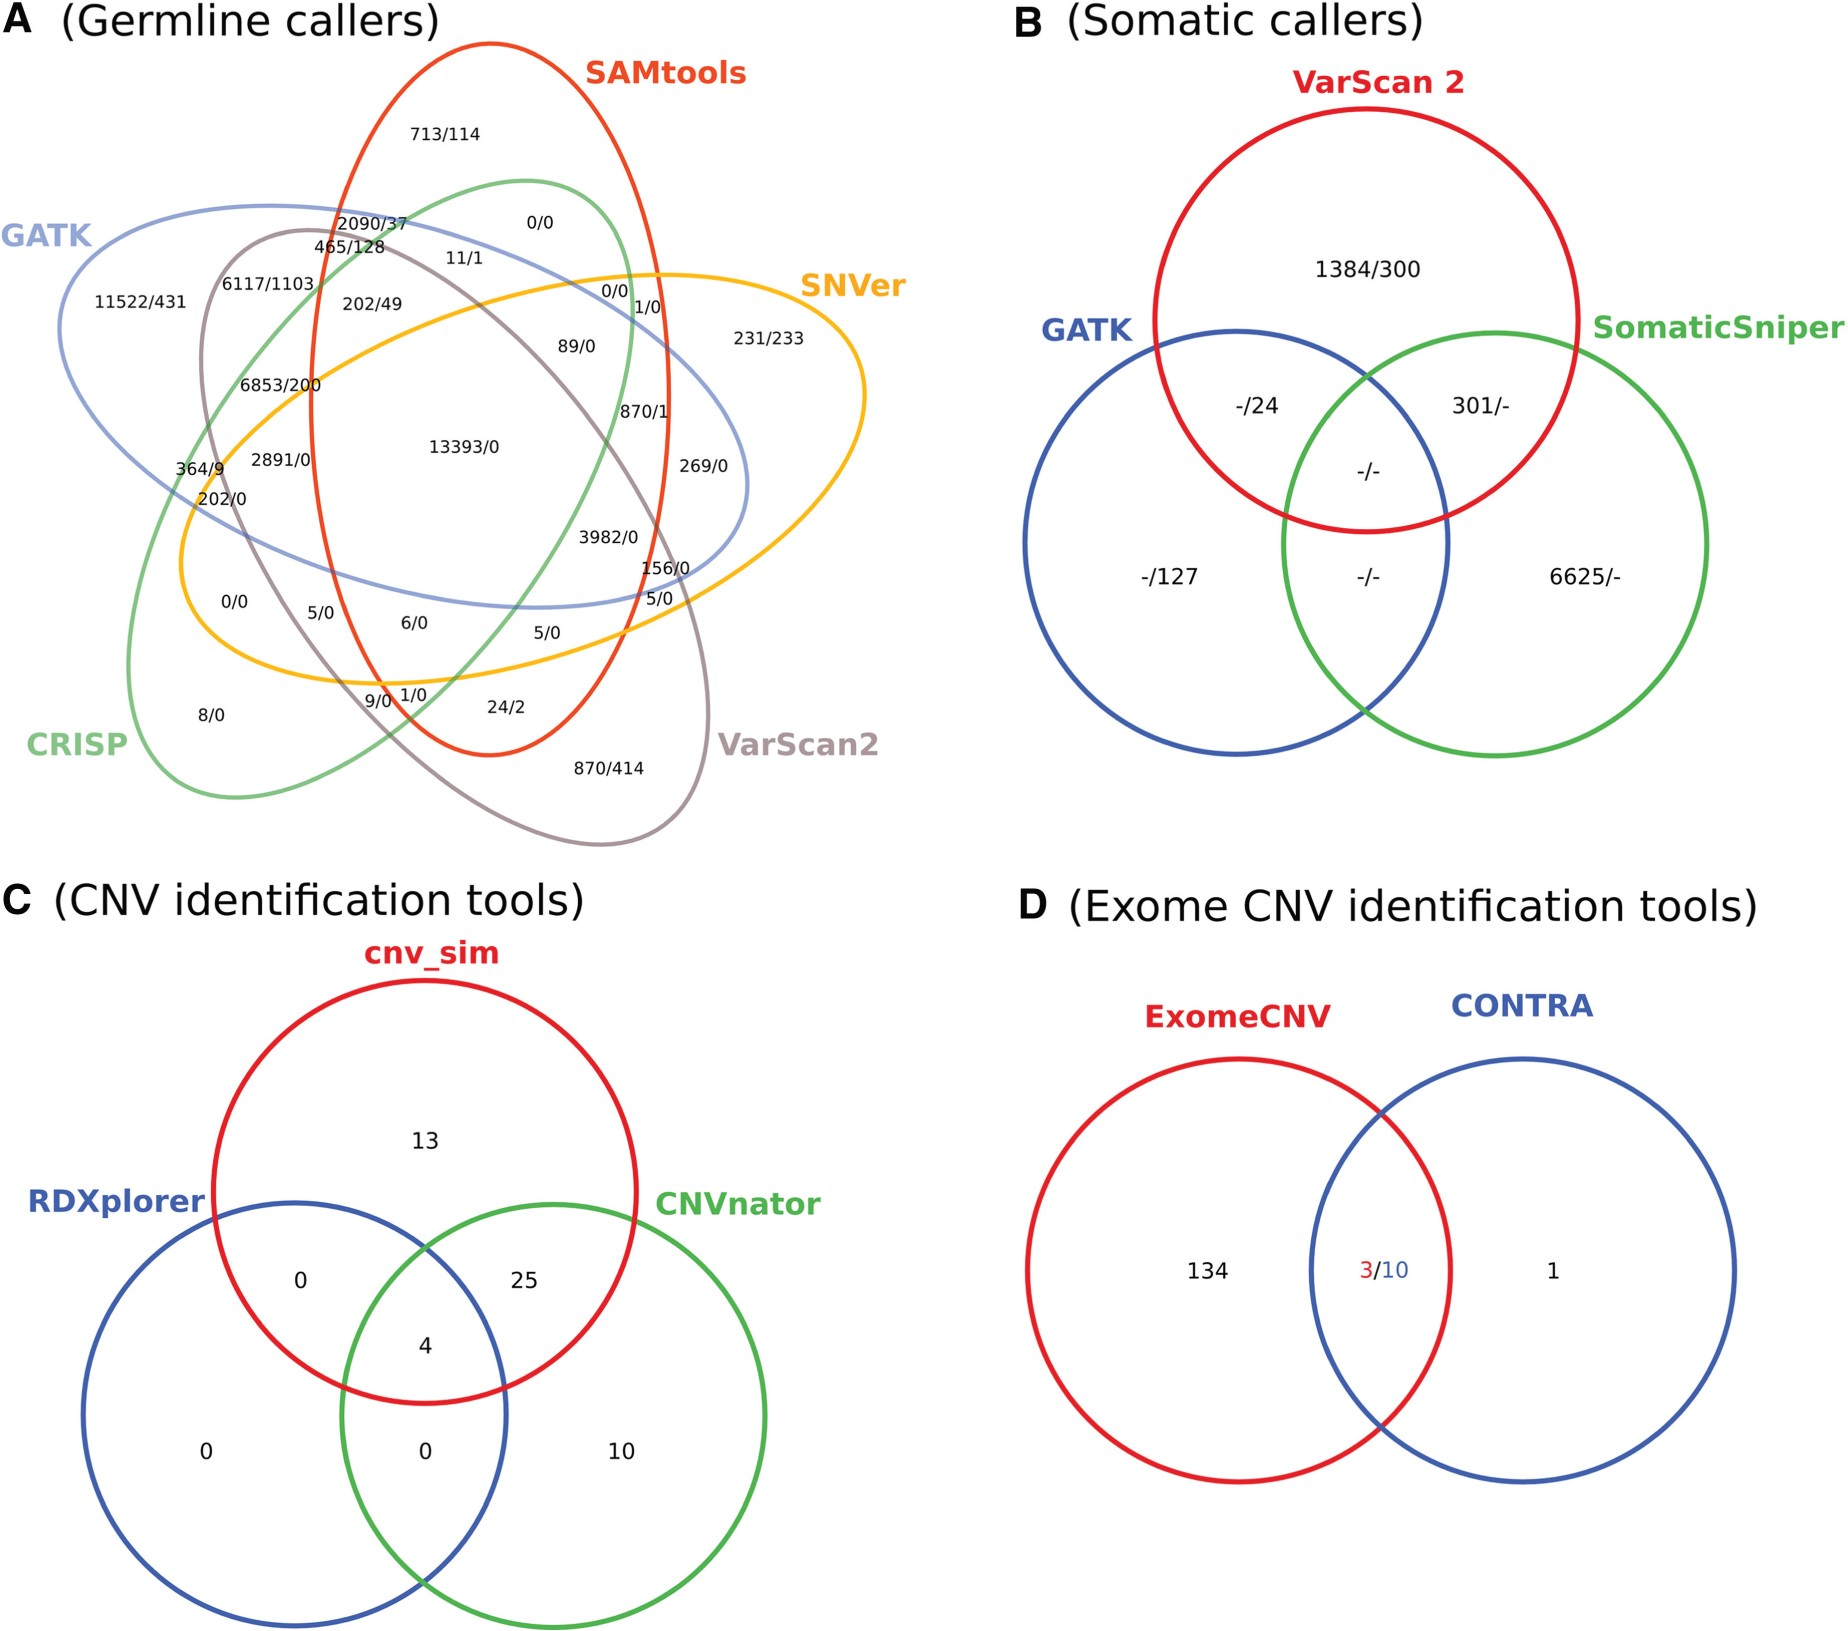 A (Germline callers)
SAMtools
713/114
GATK
2090/37
0/0
465/128
11/1
6117/1103
SNVer
11522/431
202/49
0/0
1/0
231/233
89/0
6853/200
870/1
13393/0
364/9
2891/0
269/0
202/0
3982/0
156/0
0/0
5/0
6/0
5/0
5/0
9/0
1/0
24/2
8/0
CRISP
VarScan2
870/414
B (Somatic callers)
VarScan 2
1384/300
GATK
SomaticSniper
-/24
301/-
-/-
-/127
-/-
6625/-
C (CNV identification tools)
cnv_sim
13
RDXplorer
CNVnator
0
25
4
0
0
10
D (Exome CNV identification tools)
ExomeCNV
CONTRA
134
3/10
1